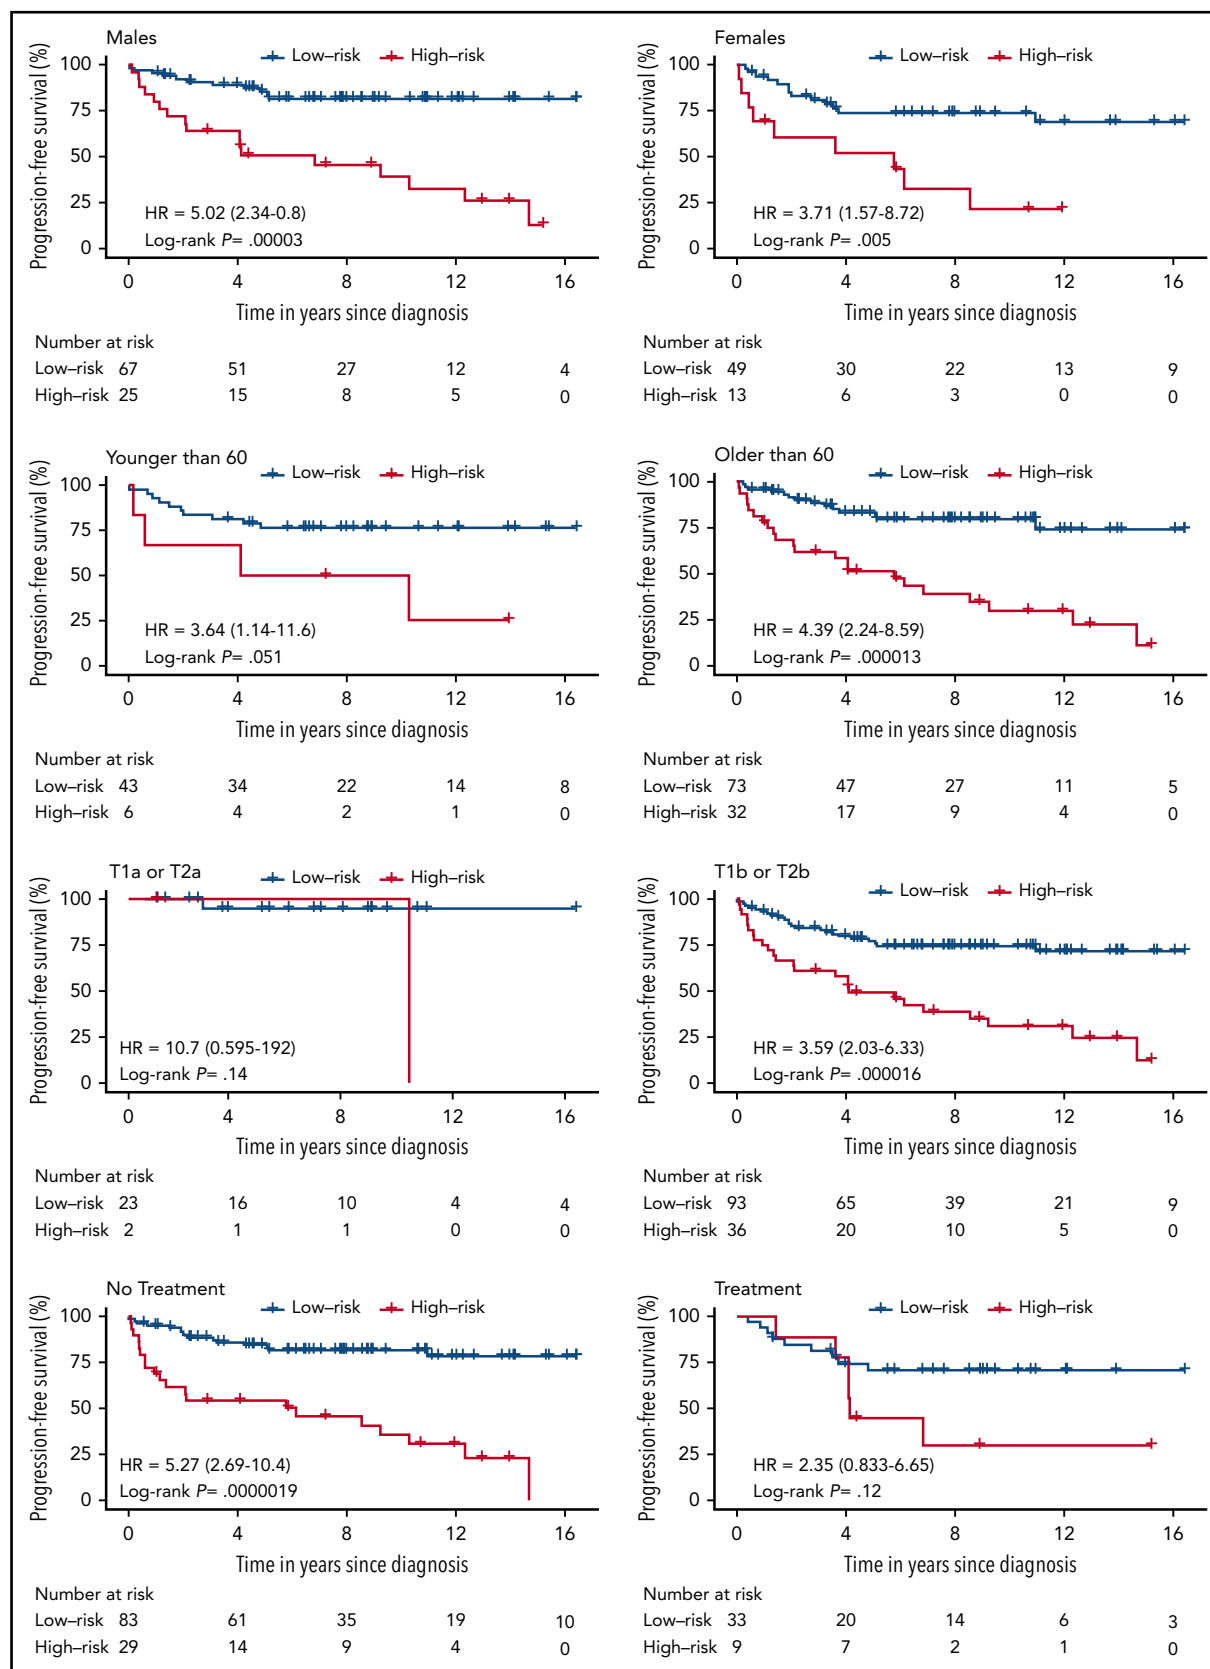 Males
Low–risk High–risk
Progression-free survival (%)
100
75
50
25
0
HR = 5.02 (2.34-0.8)
Log-rank P= .00003
0 4 8 12 16
Time in years since diagnosis
Number at risk
Low–risk 67 51 27 12 4
High–risk 25 15 8 5 0
Females
Low–risk High–risk
Progression-free survival (%)
100
75
50
25
0
HR = 3.71 (1.57-8.72)
Log-rank P= .005
0 4 8 12 16
Time in years since diagnosis
Number at risk
Low–risk 49 30 22 13 9
High–risk 13 6 3 0 0
Younger than 60
Low–risk High–risk
Progression-free survival (%)
100
75
50
25
0
HR = 3.64 (1.14-11.6)
Log-rank P= .051
0 4 8 12 16
Time in years since diagnosis
Number at risk
Low–risk 43 34 22 14 8
High–risk 6 4 2 1 0
Older than 60
Low–risk High–risk
Progression-free survival (%)
100
75
50
25
0
HR = 4.39 (2.24-8.59)
Log-rank P= .000013
0 4 8 12 16
Time in years since diagnosis
Number at risk
Low–risk 73 47 27 11 5
High–risk 32 17 9 4 0
T1a or T2a
Low–risk High–risk
Progression-free survival (%)
100
75
50
25
0
HR = 10.7 (0.595-192)
Log-rank P= .14
0 4 8 12 16
Time in years since diagnosis
Number at risk
Low–risk 23 16 10 4 4
High–risk 2 1 1 0 0
T1b or T2b
Low–risk High–risk
Progression-free survival (%)
100
75
50
25
0
HR = 3.59 (2.03-6.33)
Log-rank P= .000016
0 4 8 12 16
Time in years since diagnosis
Number at risk
Low–risk 93 65 39 21 9
High–risk 36 20 10 5 0
No Treatment
Low–risk High–risk
Progression-free survival (%)
100
75
50
25
0
HR = 5.27 (2.69-10.4)
Log-rank P= .0000019
0 4 8 12 16
Time in years since diagnosis
Number at risk
Low–risk 83 61 35 19 10
High–risk 29 14 9 4 0
Treatment
Low–risk High–risk
Progression-free survival (%)
100
75
50
25
0
HR = 2.35 (0.833-6.65)
Log-rank P= .12
0 4 8 12 16
Time in years since diagnosis
Number at risk
Low–risk 33 20 14 6 3
High–risk 9 7 2 1 0